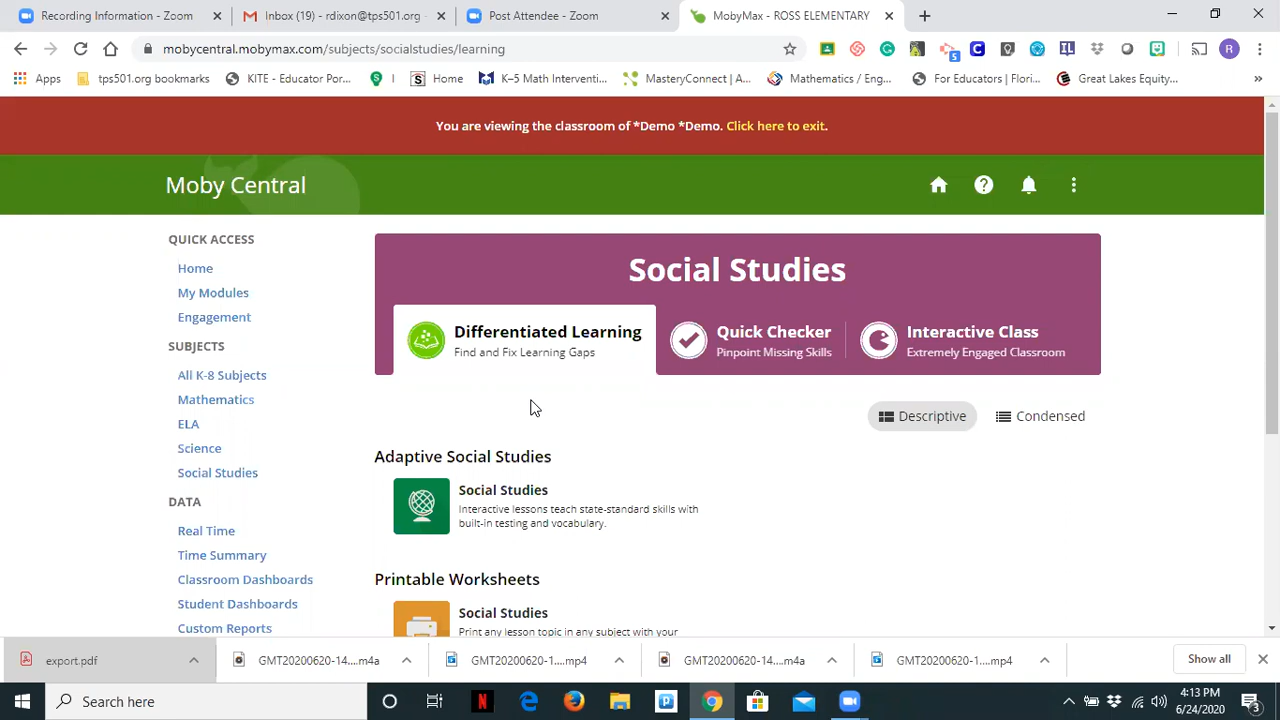 Recording Information - Zoom
Inbox (19) - rdixon@tps501.org -
Post Attendee - Zoom
MobyMax - ROSS ELEMENTARY
mobycentral.mobymax.com/subjects/socialstudies/learning
5
R
Apps
tps501.org bookmarks
KITE - Educator Por...
I
Home
K–5 Math Interventi...
MasteryConnect | A...
Mathematics / Eng...
For Educators | Flori...
Great Lakes Equity...
»
You are viewing the classroom of *Demo *Demo. Click here to exit.
Moby Central
QUICK ACCESS
Home
My Modules
Engagement
SUBJECTS
All K-8 Subjects
Mathematics
ELA
Science
Social Studies
DATA
Real Time
Time Summary
Classroom Dashboards
Student Dashboards
Custom Reports
Social Studies
Differentiated Learning
Find and Fix Learning Gaps
Quick Checker
Pinpoint Missing Skills
Interactive Class
Extremely Engaged Classroom
Descriptive
Condensed
Adaptive Social Studies
Social Studies
Interactive lessons teach state-standard skills with
built-in testing and vocabulary.
Printable Worksheets
Social Studies
Print any lesson topic in any subject with your
export.pdf
GMT20200620-14....m4a
GMT20200620-1....mp4
GMT20200620-14....m4a
GMT20200620-1....mp4
Show all
Search here
4:13 PM
6/24/2020
3